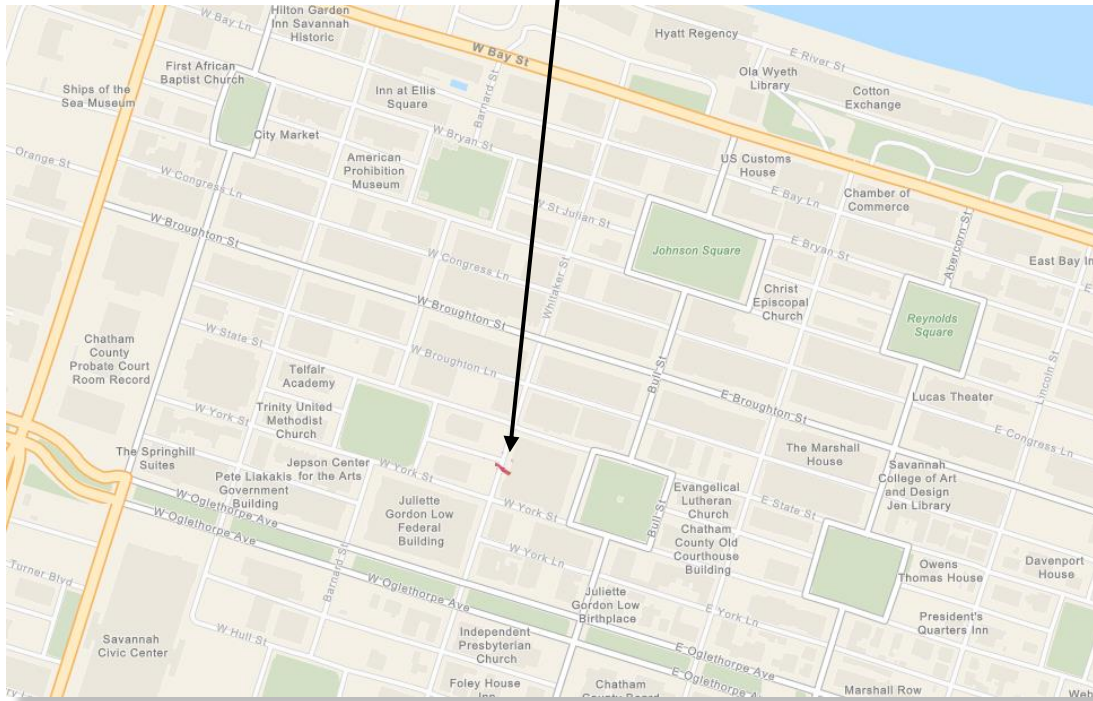 Hilton Garden
Inn Savannah
Historic
W Bay Ln
W Bay St
Hyatt Regency
E River St
First African
Baptist Church
Ships of the
Sea Museum
Inn at Ellis
Square
Barnard St
Ola Wyeth
Library
Cotton
Exchange
City Market
W Bryan St
Orange St
American
Prohibition
Museum
US Customs
House
W Congress Ln
E Bay Ln
Chamber of
Commerce
W St Julian St
W Broughton St
Johnson Square
E Bryan St
Abercorn St
East Bay In
W Congress Ln
Whitaker St
Christ
Episcopal
Church
W Broughton St
Reynolds
Square
W State St
Chatham
County
Probate Court
Room Record
W Broughton Ln
Bull St
Lincoln St
Telfair
Academy
E Broughton St
Lucas Theater
W York St
Trinity United
Methodist
Church
E Congress Ln
The Springhill
Suites
The Marshall
House
Pete Liakakis
Government
Building
Jepson Center
for the Arts
W York St
Savannah
College of Art
and Design
Jen Library
W Oglethorpe Ave
W Oglethorpe Ave
Juliette
Gordon Low
Federal
Building
W York St
Bull St
Evangelical
Lutheran
Church
Chatham
County Old
Courthouse
Building
E State St
W York Ln
Turner Blvd
Barnard St
W Oglethorpe Ave
Owens
Thomas House
Davenport
House
Juliette
Gordon Low
Birthplace
E York Ln
President's
Quarters Inn
W Hull St
Savannah
Civic Center
Independent
Presbyterian
Church
E Oglethorpe Ave
E Oglethorpe Ave
Foley House
Chatham
Marshall Row